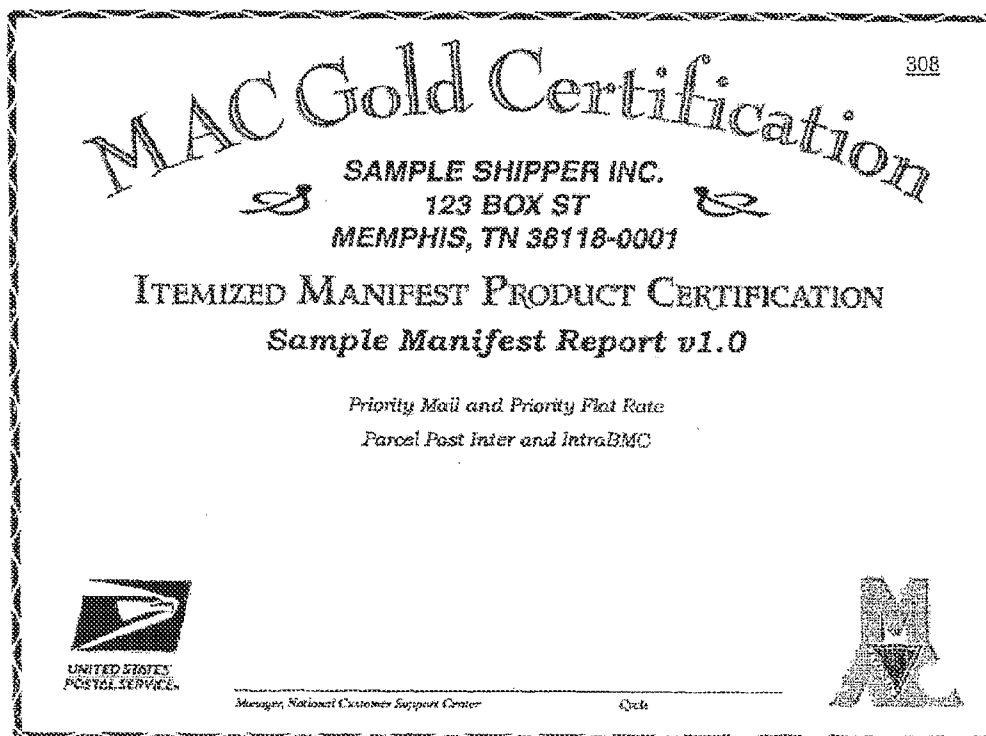 308
MAC Gold Certification
SAMPLE SHIPPER INC.
123 BOX ST
MEMPHIS, TN 38118-0001
ITEMIZED MANIFEST PRODUCT CERTIFICATION
Sample Manifest Report v1.0
Priority Mail and Priority Flat Rate
Parcel Post Inter and IntraBMC
UNITED STATES
POSTAL SERVICE
Manager, National Customer Support Center
Cycle
MAC